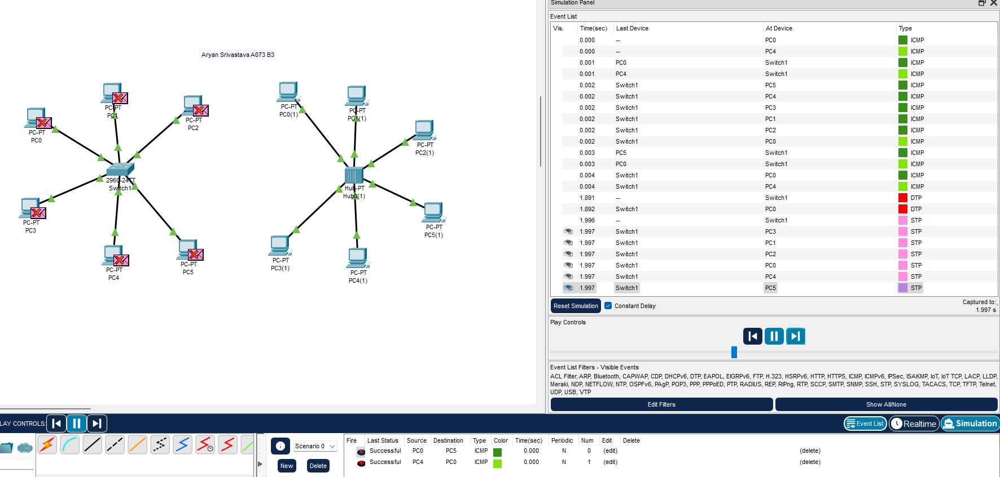 Simulation Panel
Event List
Vis. Time(sec) Last Device At Device Type
0.000 -- PC0 ICMP
0.000 -- PC4 ICMP
0.001 PC0 Switch1 ICMP
0.001 PC4 Switch1 ICMP
0.002 Switch1 PC5 ICMP
0.002 Switch1 PC4 ICMP
0.002 Switch1 PC3 ICMP
0.002 Switch1 PC1 ICMP
0.002 Switch1 PC2 ICMP
0.002 Switch1 PC0 ICMP
0.003 PC5 Switch1 ICMP
0.003 PC0 Switch1 ICMP
0.004 Switch1 PC0 ICMP
0.004 Switch1 PC4 ICMP
1.891 -- Switch1 DTP
1.892 Switch1 PC0 DTP
1.996 -- Switch1 STP
1.997 Switch1 PC3 STP
1.997 Switch1 PC1 STP
1.997 Switch1 PC2 STP
1.997 Switch1 PC0 STP
1.997 Switch1 PC4 STP
1.997 Switch1 PC5 STP
Reset Simulation Constant Delay
Captured to:
1.997 s
Play Controls
Event List Filters - Visible Events
ACL Filter, ARP, Bluetooth, CAPWAP, CDP, DHCPv6, DTP, EAPOL, EIGRPv6, FTP, H.323, HSRPv6, HTTP, HTTPS, ICMP, ICMPv6, IPSec, ISAKMP, IoT, IoT TCP, LACP, LLDP,
Meraki, NDP, NETFLOW, NTP, OSPFv6, PAgP, POP3, PPP, PPPoED, PTP, RADIUS, REP, RIPng, RTP, SCCP, SMTP, SNMP, SSH, STP, SYSLOG, TACACS, TCP, TFTP, Telnet,
UDP, USB, VTP
Edit Filters Show All/None
Aryan Srivastava A073 B3
PC-PT
PC1
PC-PT
PC2
PC-PT
PC0
2960-24TT
Switch1
PC-PT
PC3
PC-PT
PC4
PC-PT
PC5
PC-PT
PC0(1)
PC-PT
PC1(1)
PC-PT
PC2(1)
Hub-PT
Hub0(1)
PC-PT
PC5(1)
PC-PT
PC3(1)
PC-PT
PC4(1)
LAY CONTROLS:
Event List Realtime Simulation
Scenario 0
New Delete
Fire Last Status Source Destination Type Color Time(sec) Periodic Num Edit Delete
Successful PC0 PC5 ICMP 0.000 N 0 (edit) (delete)
Successful PC4 PC0 ICMP 0.000 N 1 (edit) (delete)